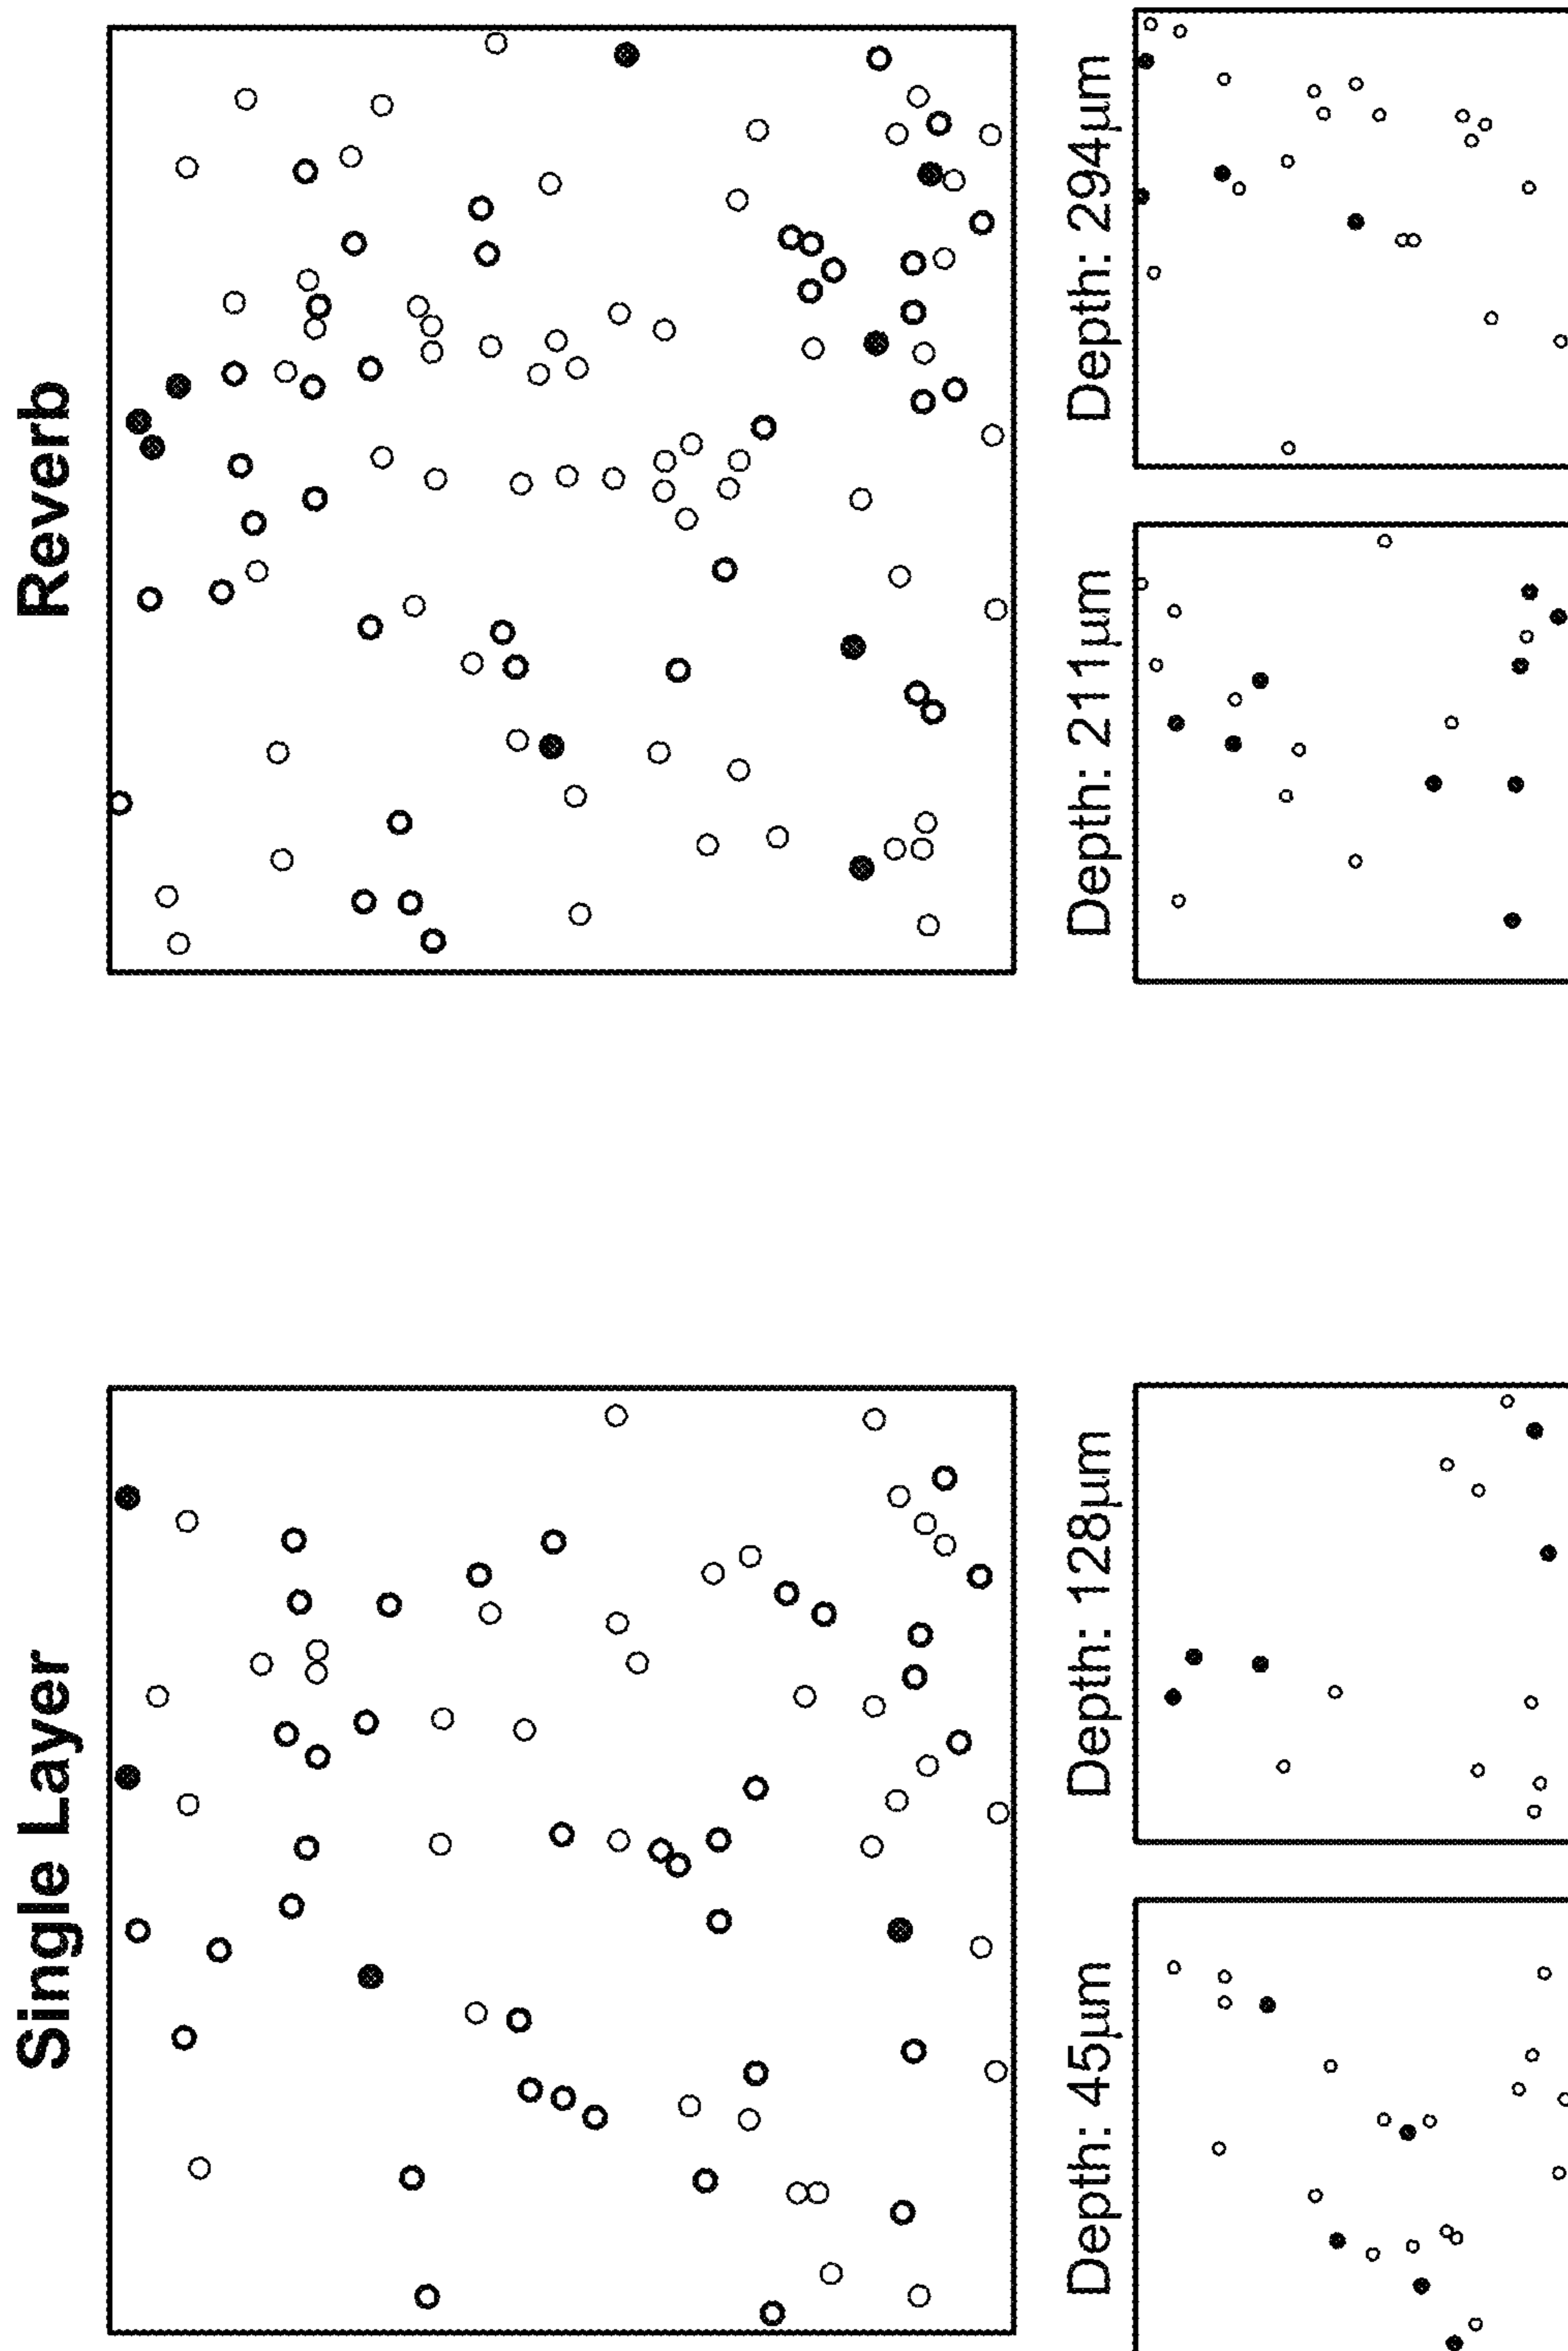 Single Layer
Reverb
Depth: 45µm
Depth: 128µm
Depth: 211µm
Depth: 294µm